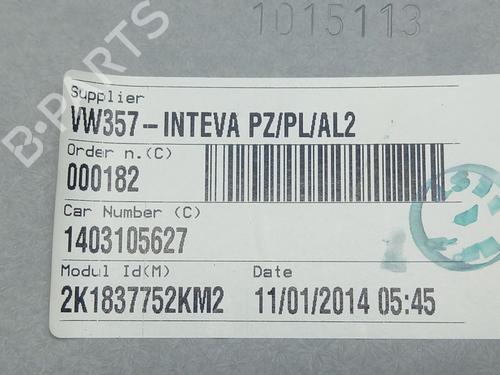 1015113
B-PARTS
Supplier
VW357-INTEVA PZ/PL/AL2
Order n.(C)
000182
Car Number (C)
1403105627
Modul Id(M) Date
2K1837752KM2 11/01/2014 05:45